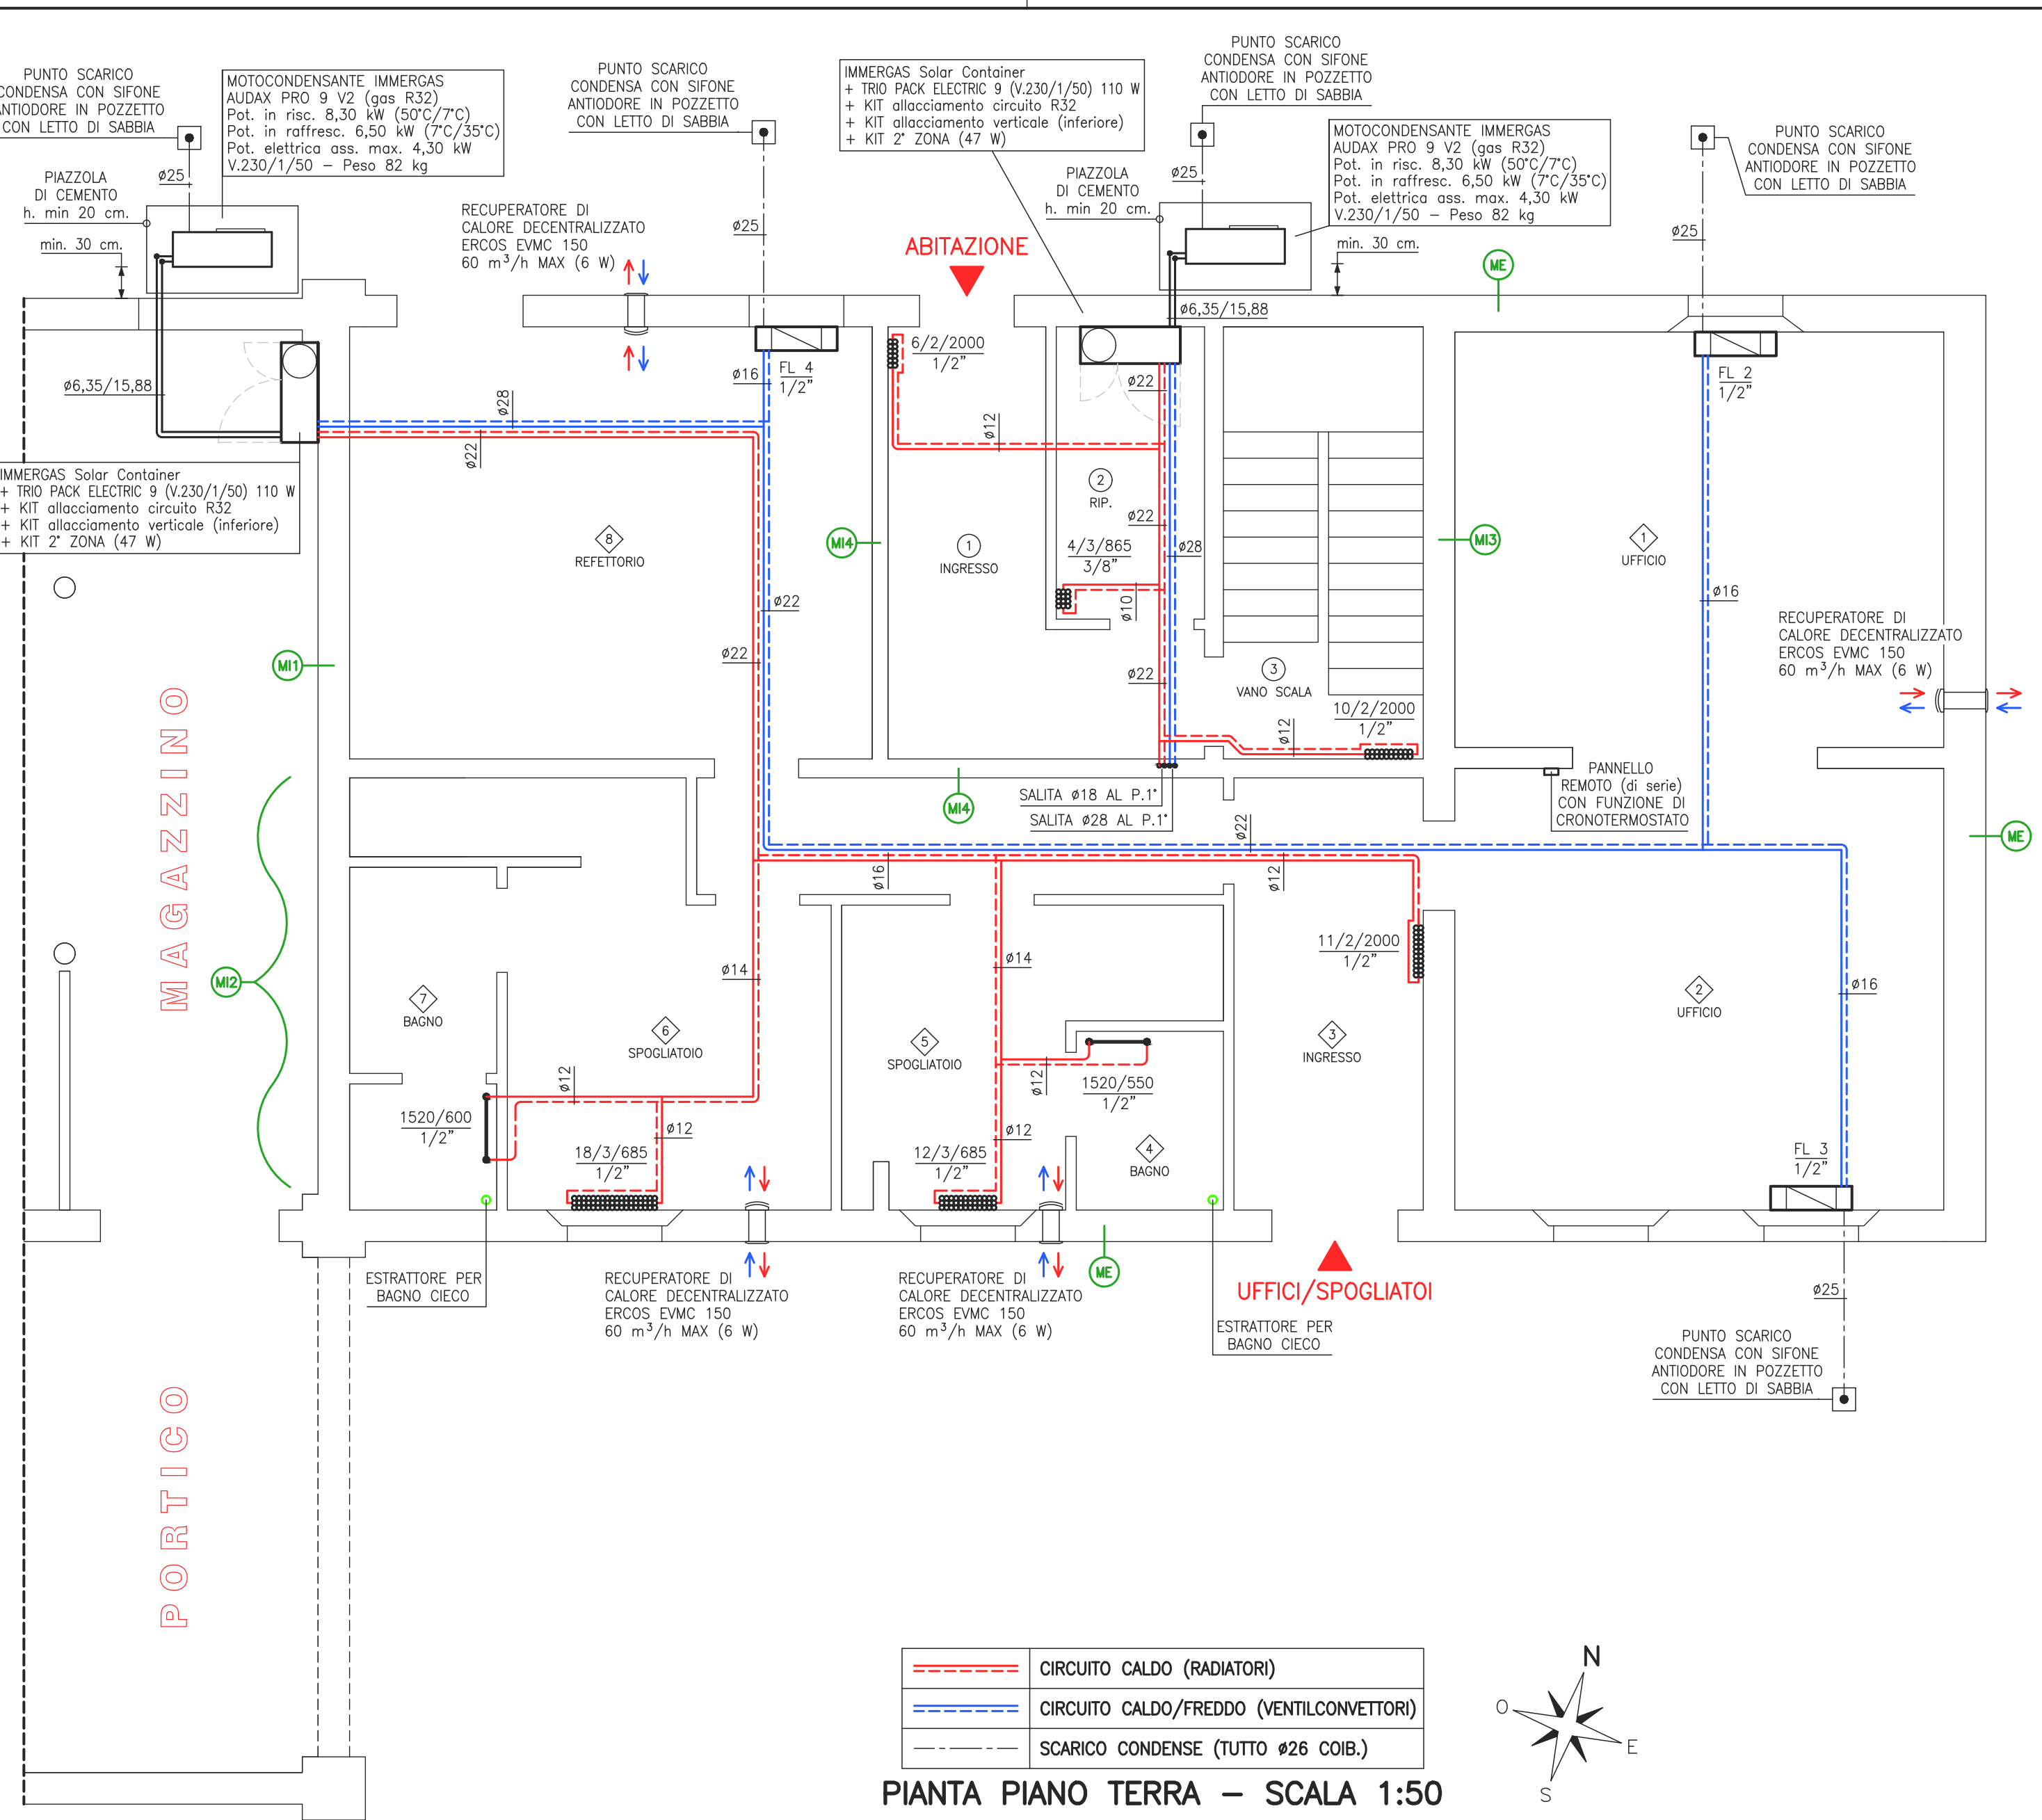 PUNTO SCARICO
CONDENSA CON SIFONE
ANTIODORE IN POZZETTO
CON LETTO DI SABBIA
MOTOCONDENSANTE IMMERGAS
AUDAX PRO 9 V2 (gas R32)
Pot. in risc. 8,30 kW (50°C/7°C)
Pot. in raffresc. 6,50 kW (7°C/35°C)
Pot. elettrica ass. max. 4,30 kW
V.230/1/50 – Peso 82 kg
PUNTO SCARICO
CONDENSA CON SIFONE
ANTIODORE IN POZZETTO
CON LETTO DI SABBIA
IMMERGAS Solar Container
+ TRIO PACK ELECTRIC 9 (V.230/1/50) 110 W
+ KIT allacciamento circuito R32
+ KIT allacciamento verticale (inferiore)
+ KIT 2° ZONA (47 W)
PUNTO SCARICO
CONDENSA CON SIFONE
ANTIODORE IN POZZETTO
CON LETTO DI SABBIA
MOTOCONDENSANTE IMMERGAS
AUDAX PRO 9 V2 (gas R32)
Pot. in risc. 8,30 kW (50°C/7°C)
Pot. in raffresc. 6,50 kW (7°C/35°C)
Pot. elettrica ass. max. 4,30 kW
V.230/1/50 – Peso 82 kg
PUNTO SCARICO
CONDENSA CON SIFONE
ANTIODORE IN POZZETTO
CON LETTO DI SABBIA
PIAZZOLA
DI CEMENTO
h. min 20 cm.
ø25
min. 30 cm.
RECUPERATORE DI
CALORE DECENTRALIZZATO
ERCOS EVMC 150
60 m³/h MAX (6 W)
ø25
ABITAZIONE
PIAZZOLA
DI CEMENTO
h. min 20 cm.
ø25
min. 30 cm.
ME
ø25
ø6,35/15,88
ø6,35/15,88
ø28
ø22
ø16
FL 4
1/2”
6/2/2000
1/2”
ø12
ø22
FL 2
1/2”
IMMERGAS Solar Container
+ TRIO PACK ELECTRIC 9 (V.230/1/50) 110 W
+ KIT allacciamento circuito R32
+ KIT allacciamento verticale (inferiore)
+ KIT 2° ZONA (47 W)
8
REFETTORIO
MI4
1
INGRESSO
2
RIP.
ø22
4/3/865
3/8”
ø28
ø10
MI3
1
UFFICIO
ø16
ø22
ø22
MI1
ø22
3
VANO SCALA
10/2/2000
1/2”
ø12
RECUPERATORE DI
CALORE DECENTRALIZZATO
ERCOS EVMC 150
60 m³/h MAX (6 W)
MAGAZZINO
MI4
SALITA ø18 AL P.1°
SALITA ø28 AL P.1°
PANNELLO
REMOTO (di serie)
CON FUNZIONE DI
CRONOTERMOSTATO
ME
ø22
ø16
ø12
MI2
ø14
ø14
11/2/2000
1/2”
7
BAGNO
6
SPOGLIATOIO
5
SPOGLIATOIO
3
INGRESSO
2
UFFICIO
ø16
ø12
1520/600
1/2”
ø12
18/3/685
1/2”
ø12
1520/550
1/2”
ø12
12/3/685
1/2”
4
BAGNO
FL 3
1/2”
ESTRATTORE PER
BAGNO CIECO
RECUPERATORE DI
CALORE DECENTRALIZZATO
ERCOS EVMC 150
60 m³/h MAX (6 W)
RECUPERATORE DI
CALORE DECENTRALIZZATO
ERCOS EVMC 150
60 m³/h MAX (6 W)
ME
UFFICI/SPOGLIATOI
ESTRATTORE PER
BAGNO CIECO
ø25
PUNTO SCARICO
CONDENSA CON SIFONE
ANTIODORE IN POZZETTO
CON LETTO DI SABBIA
PORTICO
CIRCUITO CALDO (RADIATORI)
CIRCUITO CALDO/FREDDO (VENTILCONVETTORI)
SCARICO CONDENSE (TUTTO ø26 COIB.)
PIANTA PIANO TERRA – SCALA 1:50
N
O
E
S